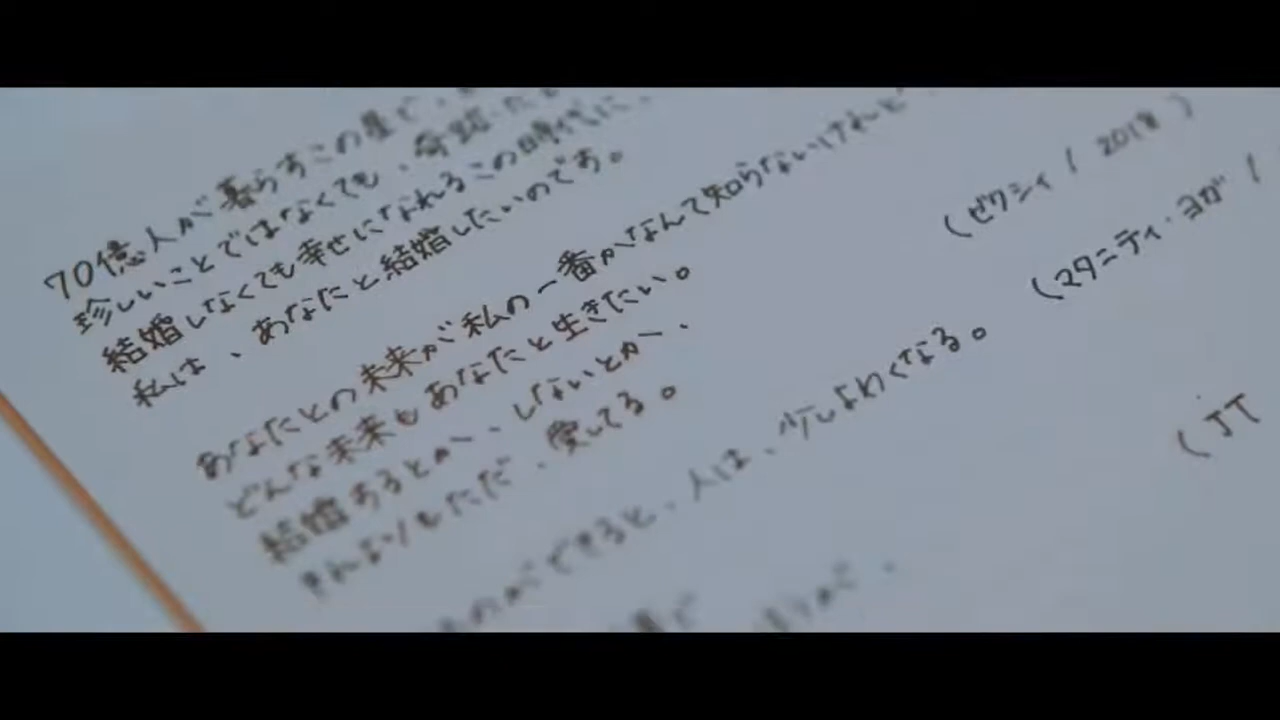 70億人が暮らすこの星で、
珍しいことではなくても、奇跡だ
結婚しなくても幸せになれるこの時代に、
私は、あなたと結婚したいのです。
(ゼクシィ / 2018)
あなたとの未来が私の一番かなんて知らないけれど、
どんな未来もあなたと生きたい。
結婚するとか、しないとか、
(マタニティ・ヨガ /
愛してる。
ものができると、人は、少しよわくなる。
(JT